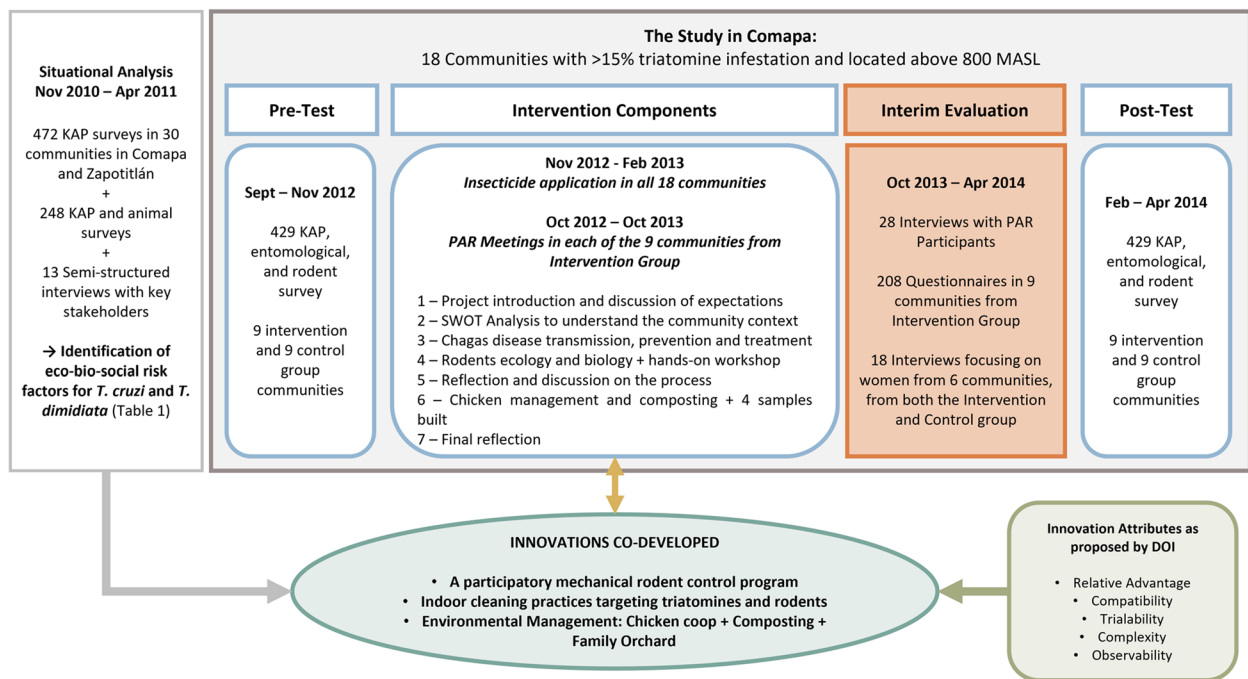 Situational Analysis
Nov 2010 – Apr 2011
472 KAP surveys in 30
communities in Comapa
and Zapotitlán
+
248 KAP and animal
surveys
+
13 Semi-structured
interviews with key
stakeholders
→ Identification of
eco-bio-social risk
factors for T. cruzi and T.
dimidiata (Table 1)
The Study in Comapa:
18 Communities with >15% triatomine infestation and located above 800 MASL
Pre-Test
Sept – Nov 2012
429 KAP,
entomological,
and rodent
survey
9 intervention
and 9 control
group
communities
Intervention Components
Nov 2012 - Feb 2013
Insecticide application in all 18 communities
Oct 2012 – Oct 2013
PAR Meetings in each of the 9 communities from
Intervention Group
1 – Project introduction and discussion of expectations
2 – SWOT Analysis to understand the community context
3 – Chagas disease transmission, prevention and treatment
4 – Rodents ecology and biology + hands-on workshop
5 – Reflection and discussion on the process
6 – Chicken management and composting + 4 samples
built
7 – Final reflection
Interim Evaluation
Oct 2013 – Apr 2014
28 Interviews with PAR
Participants
208 Questionnaires in 9
communities from
Intervention Group
18 Interviews focusing on
women from 6 communities,
from both the Intervention
and Control group
Post-Test
Feb – Apr 2014
429 KAP,
entomological,
and rodent
survey
9 intervention
and 9 control
group
communities
INNOVATIONS CO-DEVELOPED
• A participatory mechanical rodent control program
• Indoor cleaning practices targeting triatomines and rodents
• Environmental Management: Chicken coop + Composting +
Family Orchard
Innovation Attributes as
proposed by DOI
• Relative Advantage
• Compatibility
• Trialability
• Complexity
• Observability